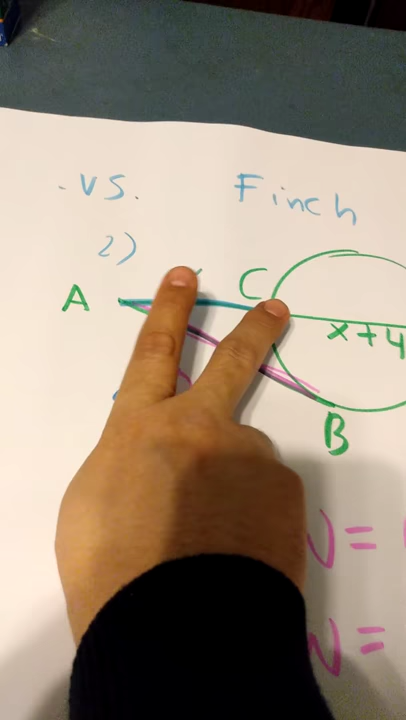 . VS. Finch
2)
A C
x+4
B
N =
N =